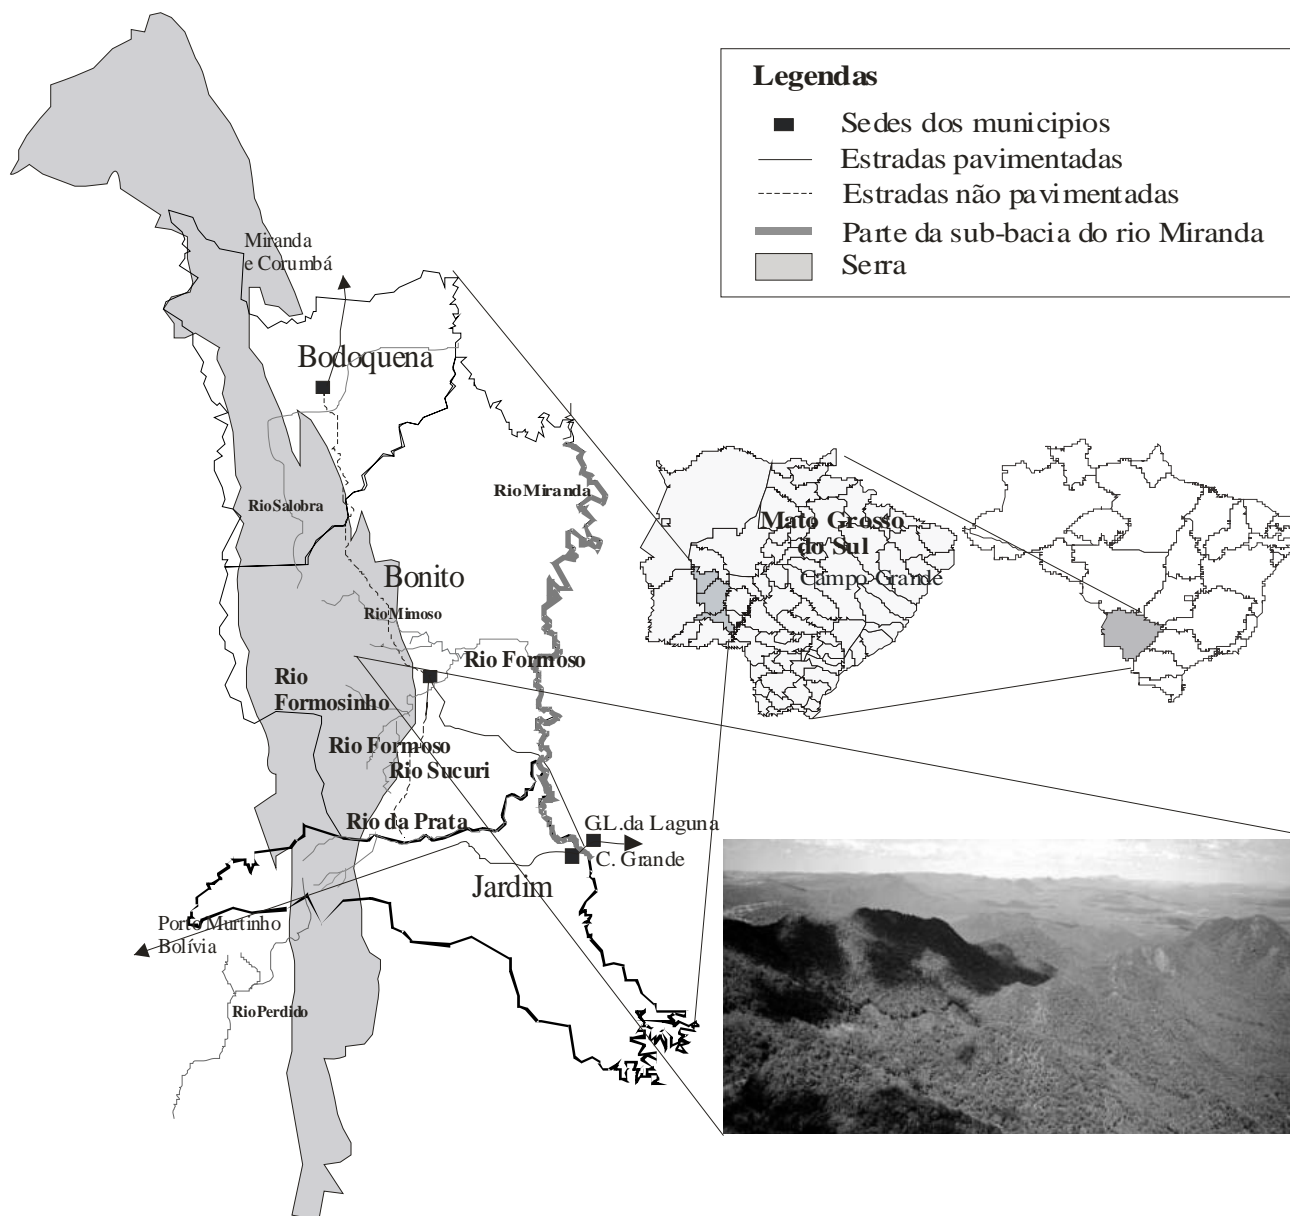 Legendas
Sedes dos municipios
Estradas pavimentadas
Estradas não pavimentadas
Parte da sub-bacia do rio Miranda
Serra
Miranda
e Corumbá
Bodoquena
Rio Miranda
Rio Salobra
Mato Grosso
do Sul
Campo Grande
Bonito
Rio Mimoso
Rio Formoso
Rio
Formosinho
Rio Formoso
Rio Sucuri
Rio da Prata
G.L. da Laguna
C. Grande
Jardim
Porto Murtinho
Bolívia
Rio Perdido